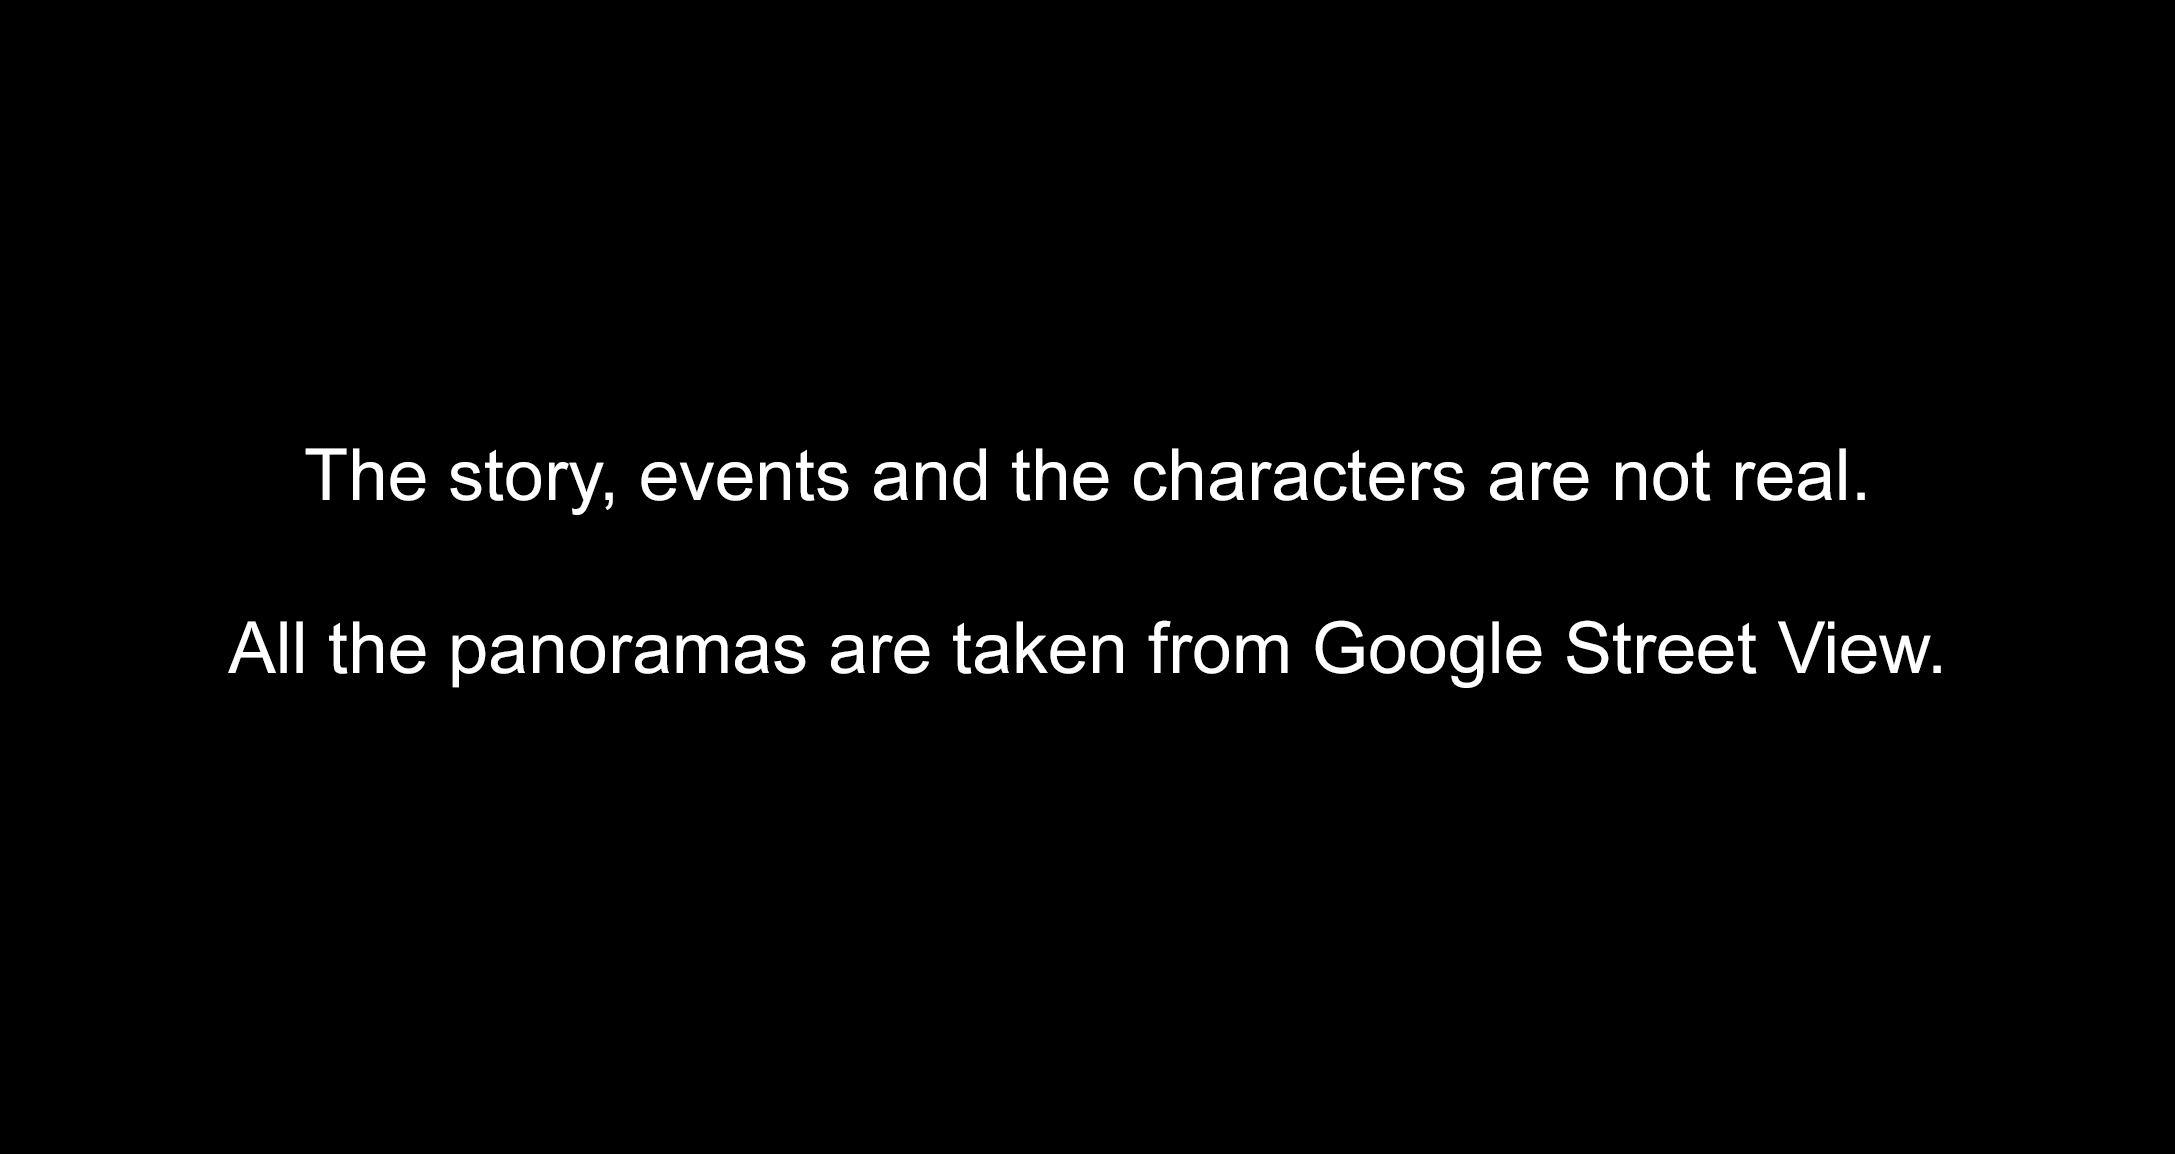 The story, events and the characters are not real.
All the panoramas are taken from Google Street View.